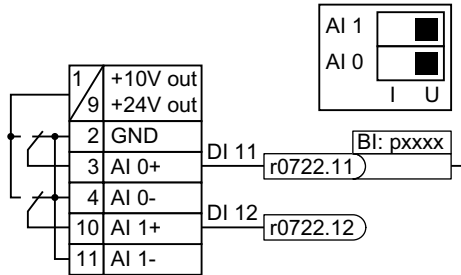 AI 1
AI 0
I U
1 +10V out
9 +24V out
2 GND
3 AI 0+
4 AI 0-
10 AI 1+
11 AI 1-
DI 11
r0722.11
BI: pxxxx
DI 12
r0722.12